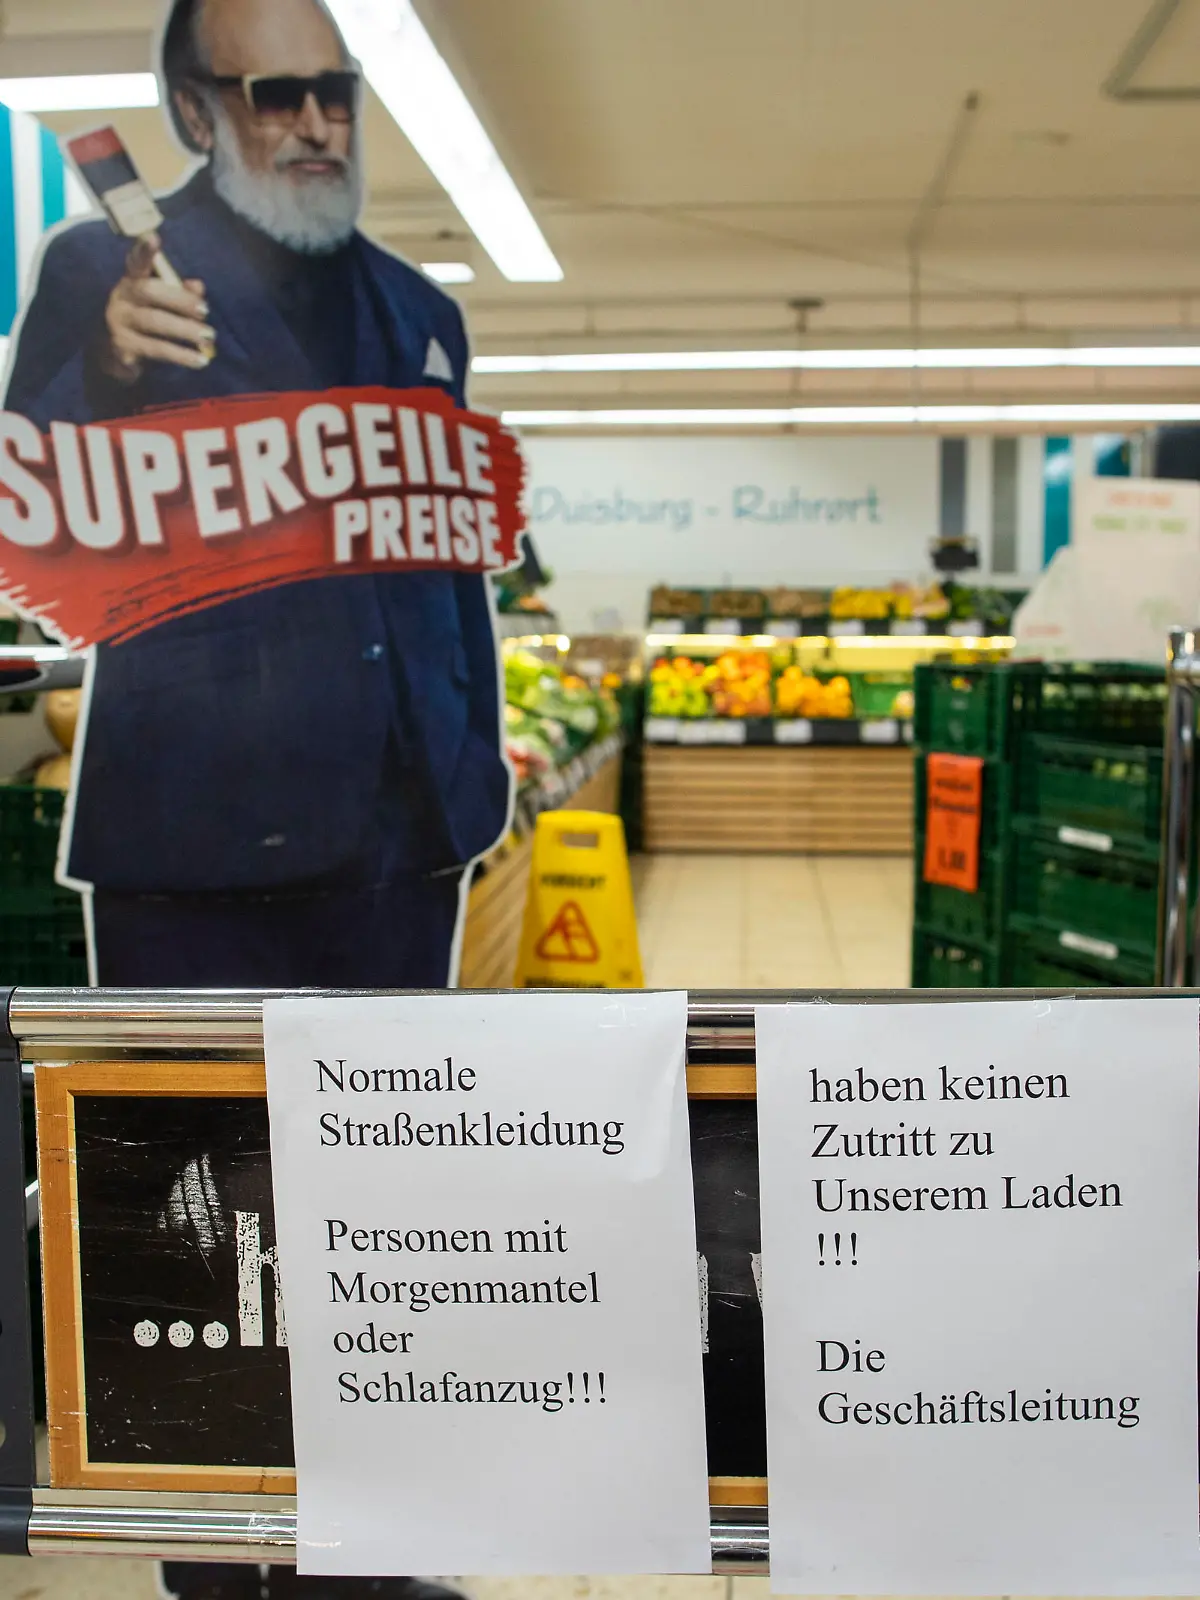 SUPERGEILE
PREISE
Duisburg - Ruhrort
VORSICHT
Normale
Straßenkleidung
Personen mit
Morgenmantel
oder
Schlafanzug!!!
haben keinen
Zutritt zu
Unserem Laden
!!!
Die
Geschäftsleitung
...h